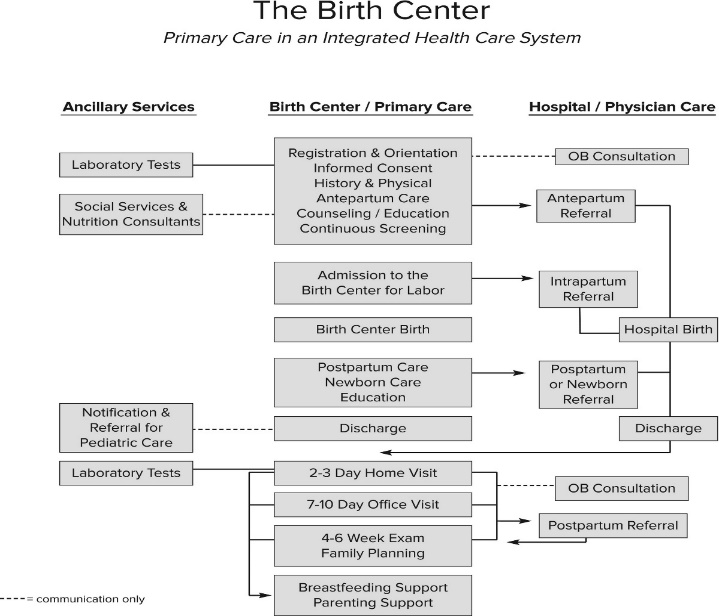 The Birth Center
Primary Care in an Integrated Health Care System
Ancillary Services
Birth Center / Primary Care
Hospital / Physician Care
Laboratory Tests
Registration & Orientation
Informed Consent
History & Physical
Antepartum Care
Counseling / Education
Continuous Screening
OB Consultation
Social Services &
Nutrition Consultants
Antepartum
Referral
Admission to the
Birth Center for Labor
Intrapartum
Referral
Birth Center Birth
Hospital Birth
Postpartum Care
Newborn Care
Education
Posptartum
or Newborn
Referral
Notification &
Referral for
Pediatric Care
Discharge
Discharge
Laboratory Tests
2-3 Day Home Visit
OB Consultation
7-10 Day Office Visit
Postpartum Referral
4-6 Week Exam
Family Planning
Breastfeeding Support
Parenting Support
----= communication only